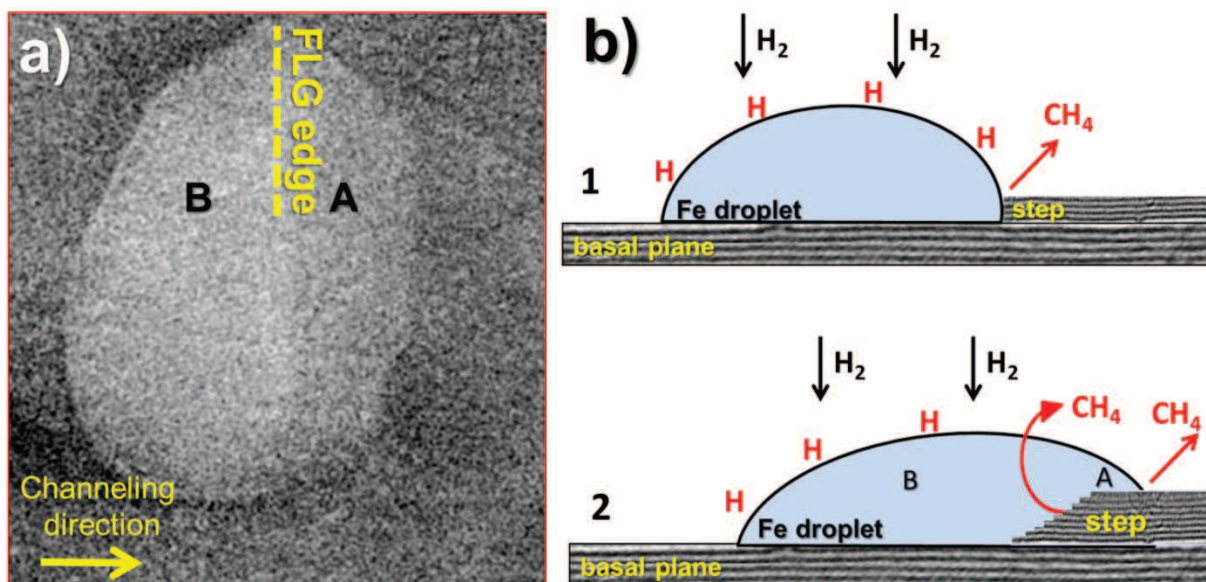 a)
FLG edge
B
A
Channeling
direction
b)
H2
H2
H
H
H
H
CH4
1
Fe droplet
step
basal plane
H2
H2
CH4
CH4
H
H
H
B
A
2
Fe droplet
step
basal plane